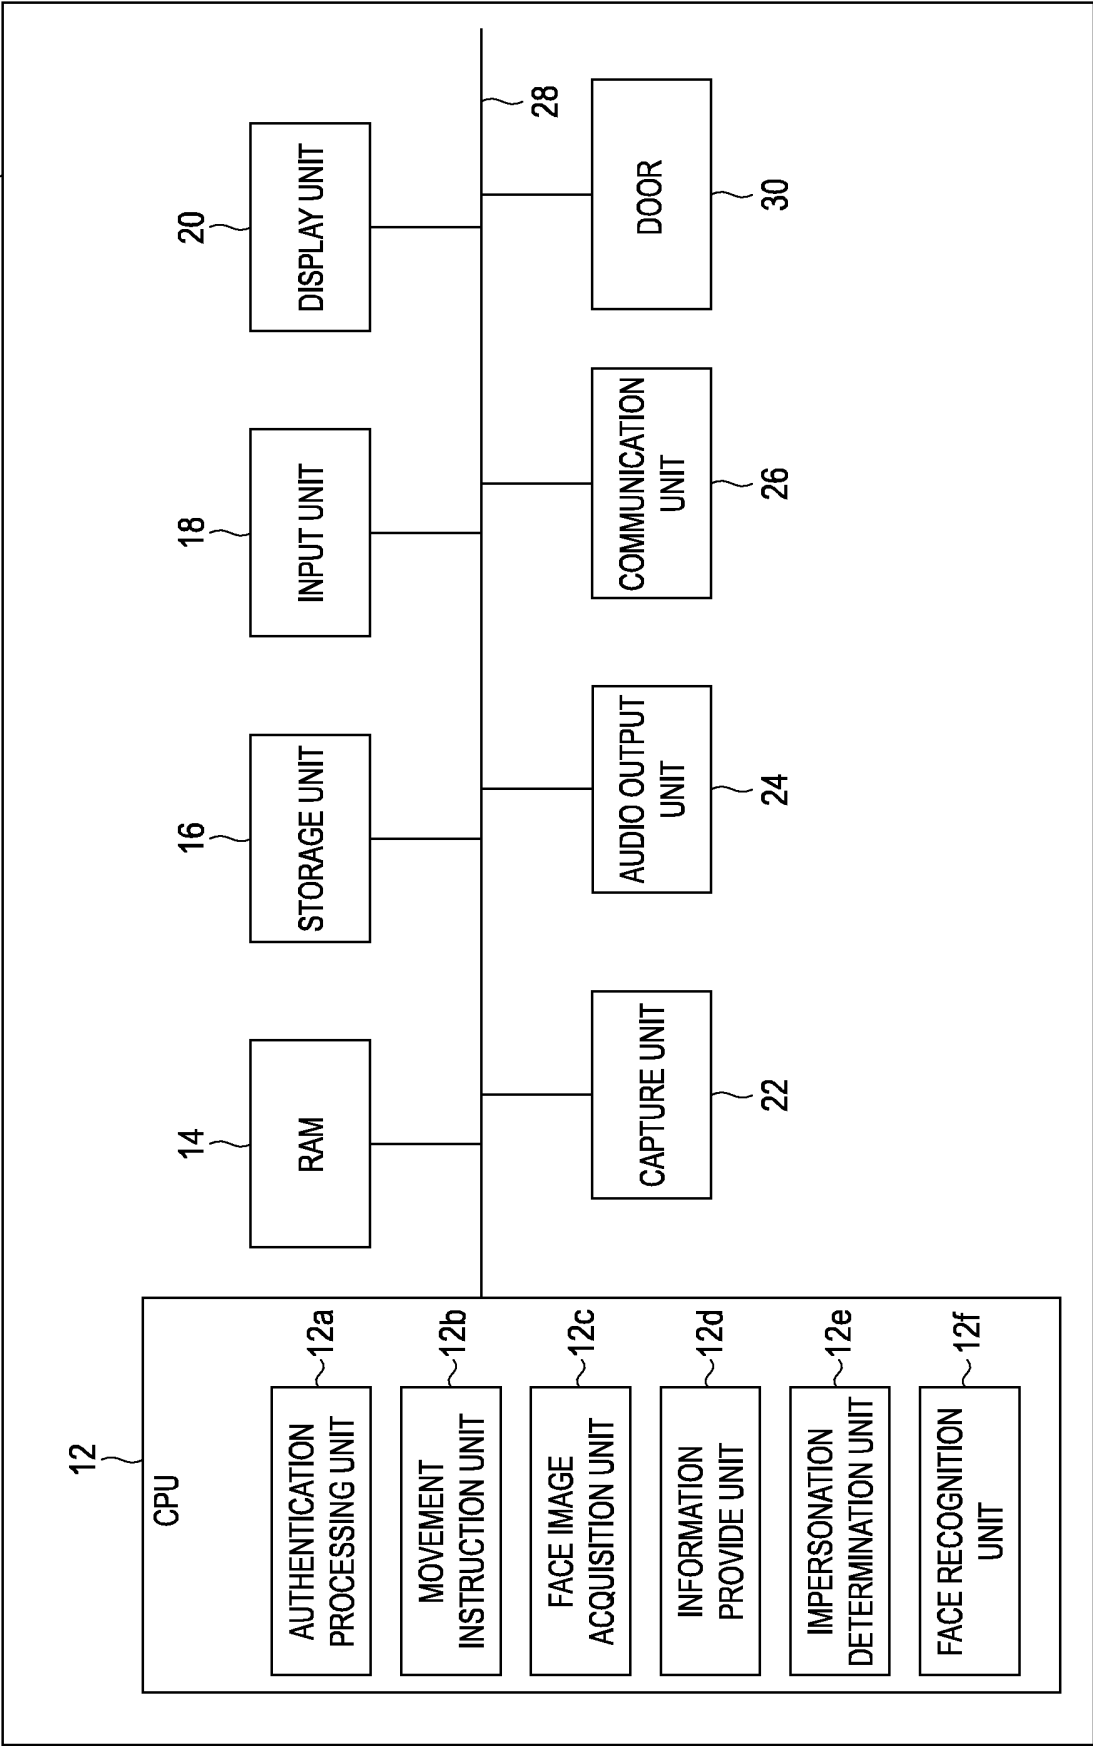 12
CPU
AUTHENTICATION
PROCESSING UNIT
12a
MOVEMENT
INSTRUCTION UNIT
12b
FACE IMAGE
ACQUISITION UNIT
12c
INFORMATION
PROVIDE UNIT
12d
IMPERSONATION
DETERMINATION UNIT
12e
FACE RECOGNITION
UNIT
12f
14
RAM
16
STORAGE UNIT
18
INPUT UNIT
20
DISPLAY UNIT
28
CAPTURE UNIT
22
AUDIO OUTPUT
UNIT
24
COMMUNICATION
UNIT
26
DOOR
30